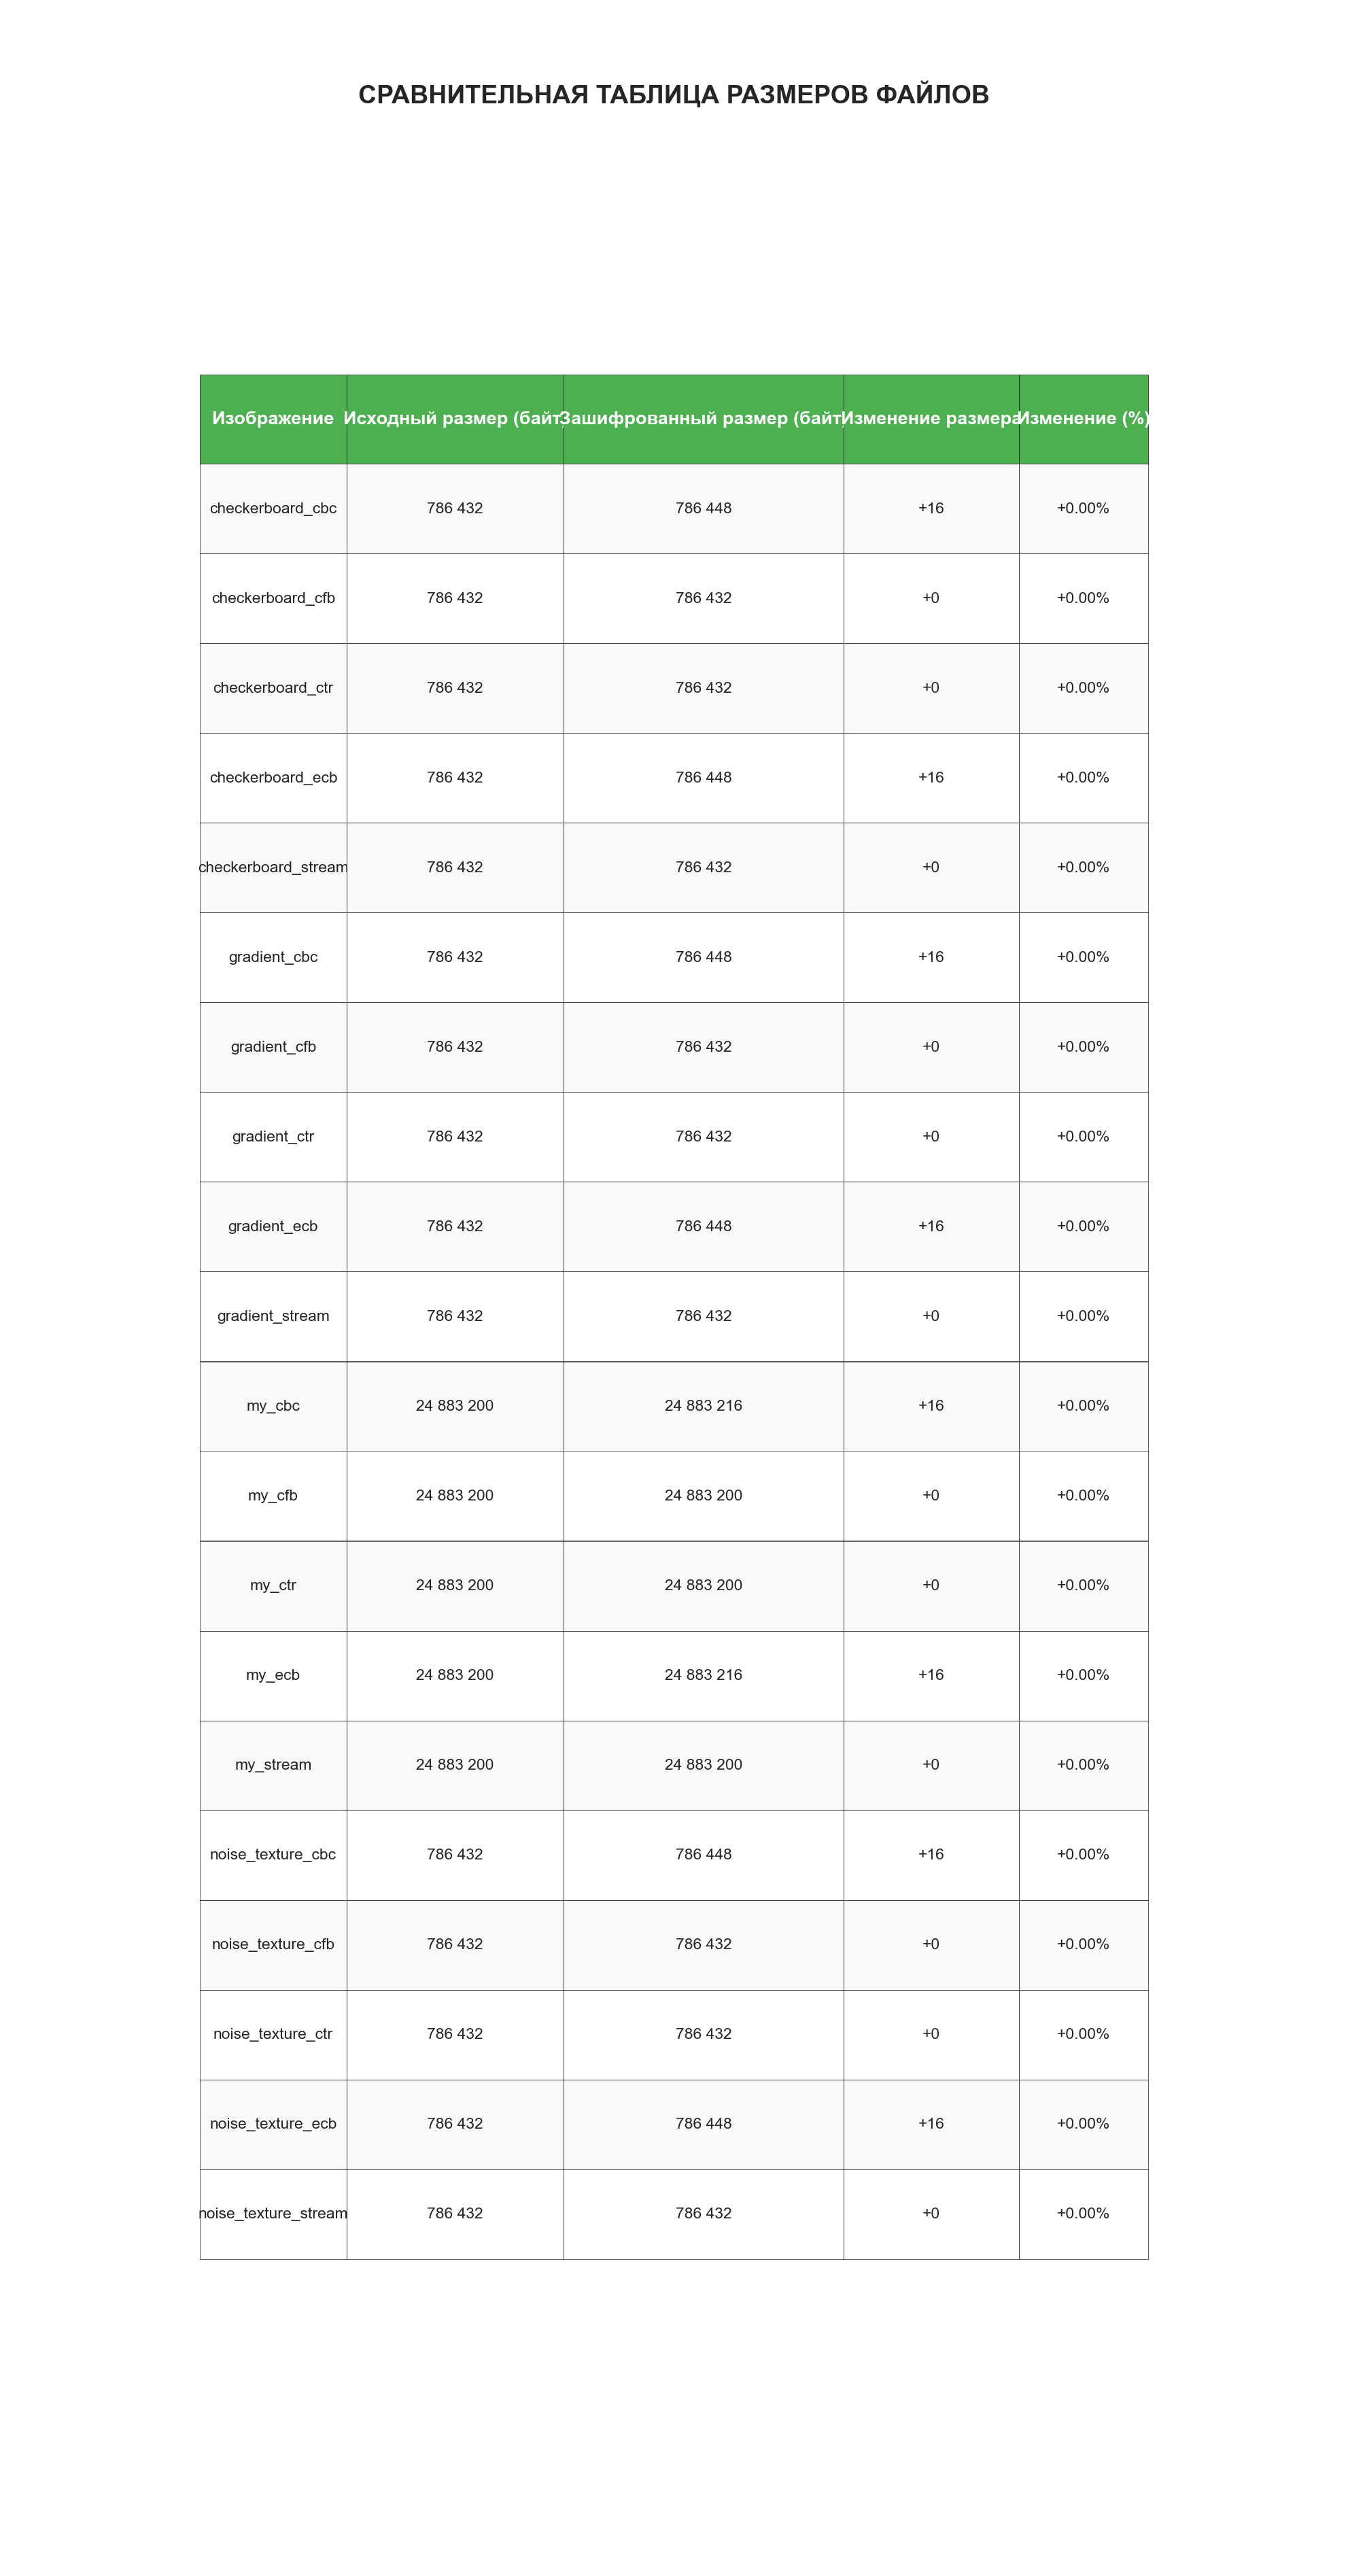 СРАВНИТЕЛЬНАЯ ТАБЛИЦА РАЗМЕРОВ ФАЙЛОВ
Изображение Исходный размер (байт) Зашифрованный размер (байт) Изменение размера Изменение (%)
checkerboard_cbc 786 432 786 448 +16 +0.00%
checkerboard_cfb 786 432 786 432 +0 +0.00%
checkerboard_ctr 786 432 786 432 +0 +0.00%
checkerboard_ecb 786 432 786 448 +16 +0.00%
checkerboard_stream 786 432 786 432 +0 +0.00%
gradient_cbc 786 432 786 448 +16 +0.00%
gradient_cfb 786 432 786 432 +0 +0.00%
gradient_ctr 786 432 786 432 +0 +0.00%
gradient_ecb 786 432 786 448 +16 +0.00%
gradient_stream 786 432 786 432 +0 +0.00%
my_cbc 24 883 200 24 883 216 +16 +0.00%
my_cfb 24 883 200 24 883 200 +0 +0.00%
my_ctr 24 883 200 24 883 200 +0 +0.00%
my_ecb 24 883 200 24 883 216 +16 +0.00%
my_stream 24 883 200 24 883 200 +0 +0.00%
noise_texture_cbc 786 432 786 448 +16 +0.00%
noise_texture_cfb 786 432 786 432 +0 +0.00%
noise_texture_ctr 786 432 786 432 +0 +0.00%
noise_texture_ecb 786 432 786 448 +16 +0.00%
noise_texture_stream 786 432 786 432 +0 +0.00%